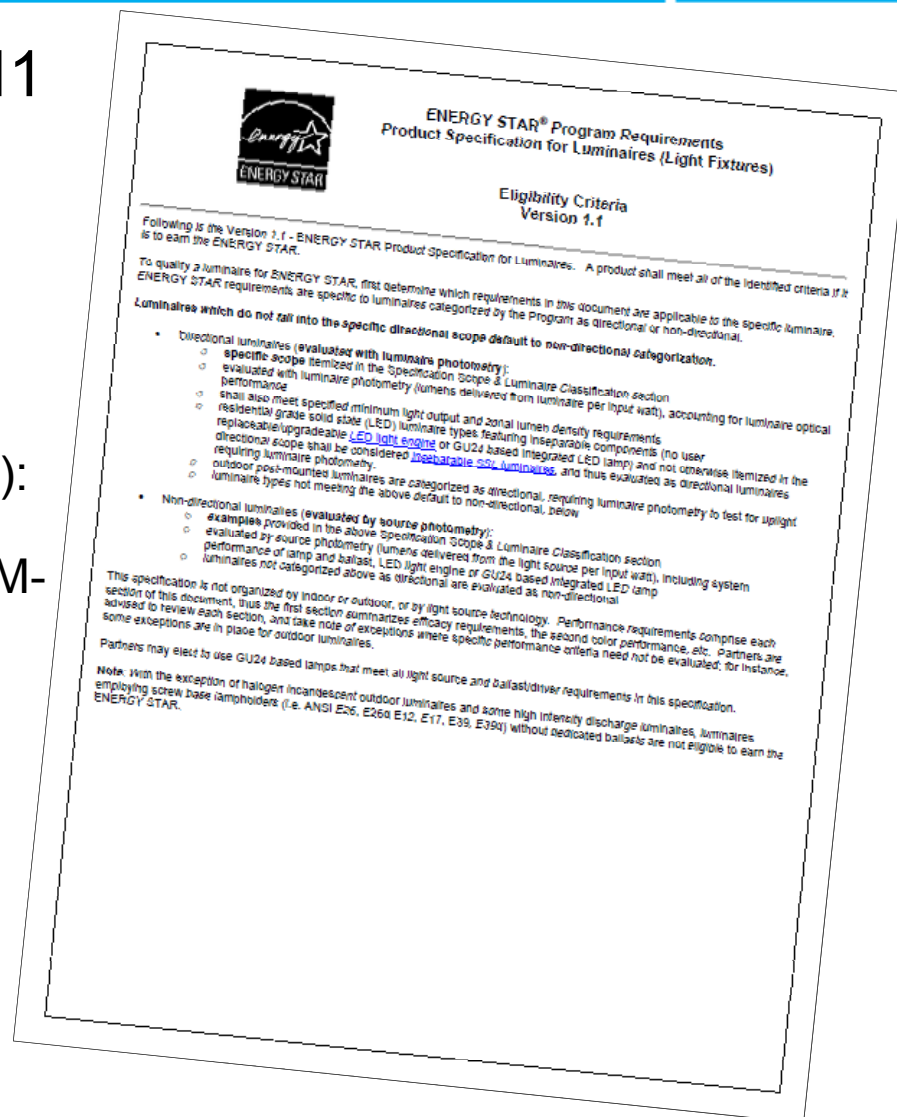 11
):
M-
Energy
ENERGY STAR
ENERGY STAR® Program Requirements
Product Specification for Luminaires (Light Fixtures)
Eligibility Criteria
Version 1.1
Following is the Version 1.1 - ENERGY STAR Product Specification for Luminaires. A product shall meet all of the identified criteria if it
is to earn the ENERGY STAR.
To qualify a luminaire for ENERGY STAR, first determine which requirements in this document are applicable to the specific luminaire.
ENERGY STAR requirements are specific to luminaires categorized by the Program as directional or non-directional.
Luminaires which do not fall into the specific directional scope default to non-directional categorization.
• Directional luminaires (evaluated with luminaire photometry):
o specific scope itemized in the Specification Scope & Luminaire Classification section
o evaluated with luminaire photometry (lumens delivered from luminaire per input watt), accounting for luminaire optical
performance
o shall also meet specified minimum light output and zonal lumen density requirements
o residential grade solid state (LED) luminaire types featuring inseparable components (no user
replaceable/upgradeable LED light engine or GU24 based integrated LED lamp) and not otherwise itemized in the
directional scope shall be considered inseparable SSL luminaires, and thus evaluated as directional luminaires
requiring luminaire photometry.
o outdoor post-mounted luminaires are categorized as directional, requiring luminaire photometry to test for uplight
o luminaire types not meeting the above default to non-directional, below
• Non-directional luminaires (evaluated by source photometry):
o examples provided in the above Specification Scope & Luminaire Classification section
o evaluated by source photometry (lumens delivered from the light source per input watt), including system
performance of lamp and ballast, LED light engine or GU24 based integrated LED lamp
o luminaires not categorized above as directional are evaluated as non-directional
This specification is not organized by indoor or outdoor, or by light source technology. Performance requirements comprise each
section of this document, thus the first section summarizes efficacy requirements, the second color performance, etc. Partners are
advised to review each section, and take note of exceptions where specific performance criteria need not be evaluated; for instance,
some exceptions are in place for outdoor luminaires.
Partners may elect to use GU24 based lamps that meet all light source and ballast/driver requirements in this specification.
Note: With the exception of halogen incandescent outdoor luminaires and some high intensity discharge luminaires, luminaires
employing screw base lampholders (i.e. ANSI E26, E26d, E12, E17, E39, E39d) without dedicated ballasts are not eligible to earn the
ENERGY STAR.